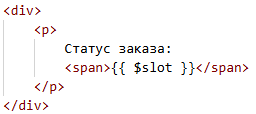 <div>
    <p>
        Статус заказа:
        <span>{{ $slot }}</span>
    </p>
</div>